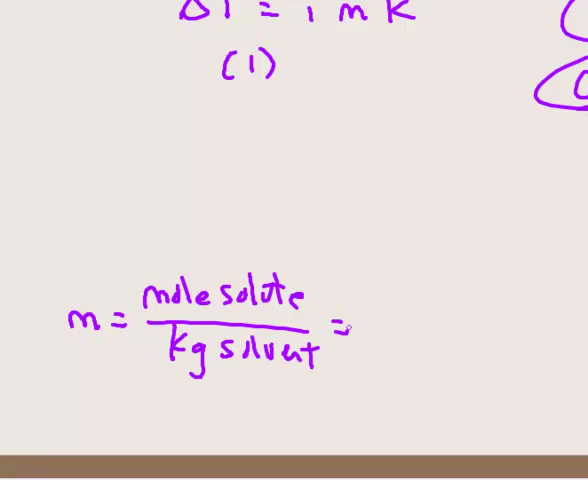 ΔT = i m K
(1)
m = mole solute
kg solvent =